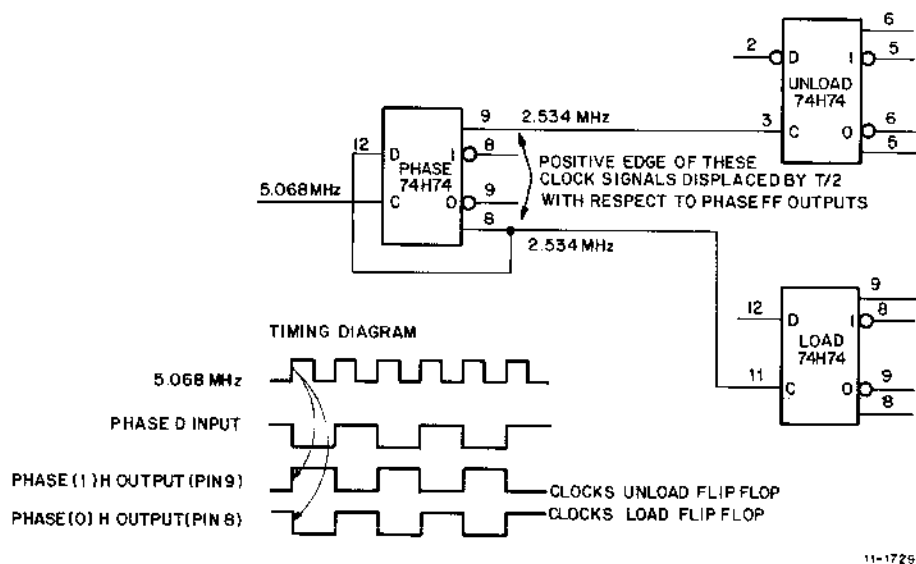 6
2
D
1
5
UNLOAD
74H74
9
2.534 MHz
3
C
0
6
5
12
D
1
8
PHASE
74H74
POSITIVE EDGE OF THESE
CLOCK SIGNALS DISPLACED BY T/2
WITH RESPECT TO PHASE FF OUTPUTS
5.068MHz
C
0
9
8
2.534 MHz
9
12
D
1
8
LOAD
74H74
11
C
0
9
8
TIMING DIAGRAM
5.068 MHz
PHASE D INPUT
PHASE (1) H OUTPUT (PIN 9)
CLOCKS UNLOAD FLIP FLOP
PHASE (0) H OUTPUT (PIN 8)
CLOCKS LOAD FLIP FLOP
11-1729